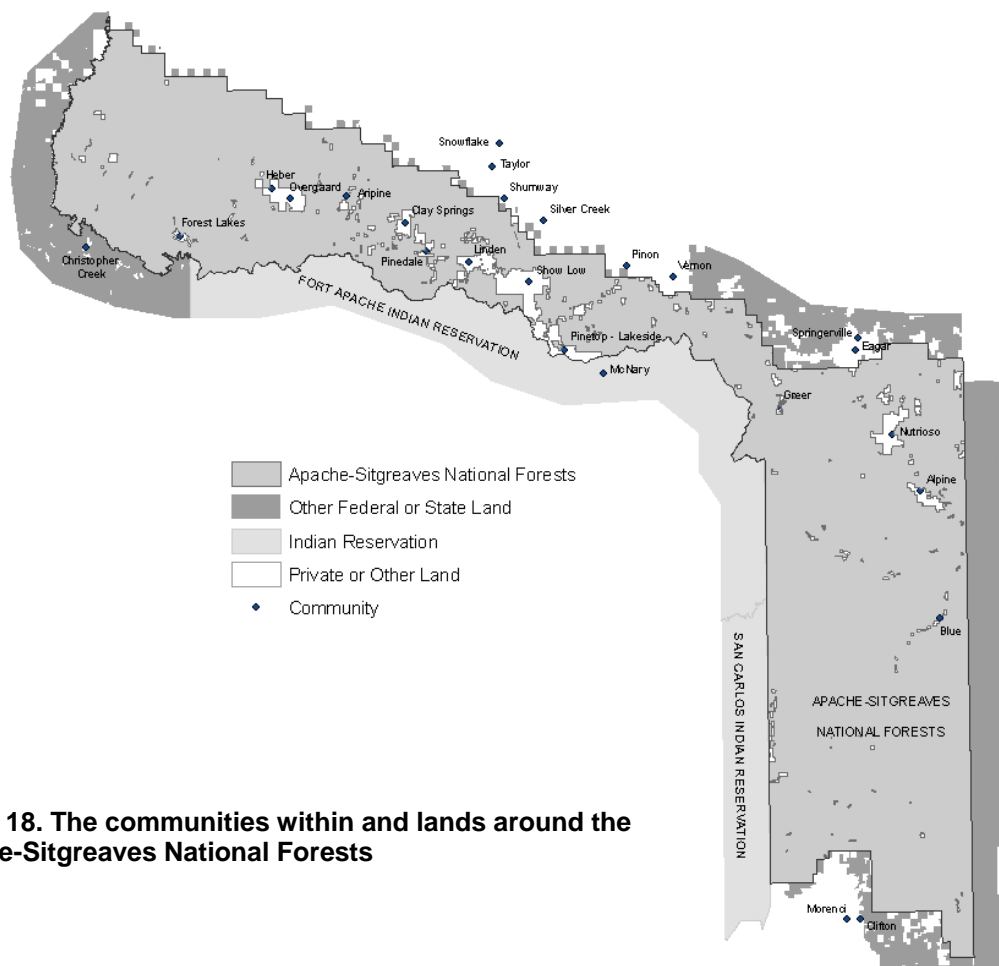 Snowflake
Taylor
Shumway
Silver Creek
Heber
Overgaard
Aripine
Clay Springs
Forest Lakes
Christopher
Creek
Pinedale
Linden
Show Low
Pinon
Vernon
FORT APACHE INDIAN RESERVATION
Pinetop - Lakeside
McNary
Springerville
Eagar
Greer
Nutrioso
Alpine
Blue
Apache-Sitgreaves National Forests
Other Federal or State Land
Indian Reservation
Private or Other Land
Community
SAN CARLOS INDIAN RESERVATION
APACHE-SITGREAVES
NATIONAL FORESTS
18. The communities within and lands around the
e-Sitgreaves National Forests
Morenci
Clifton